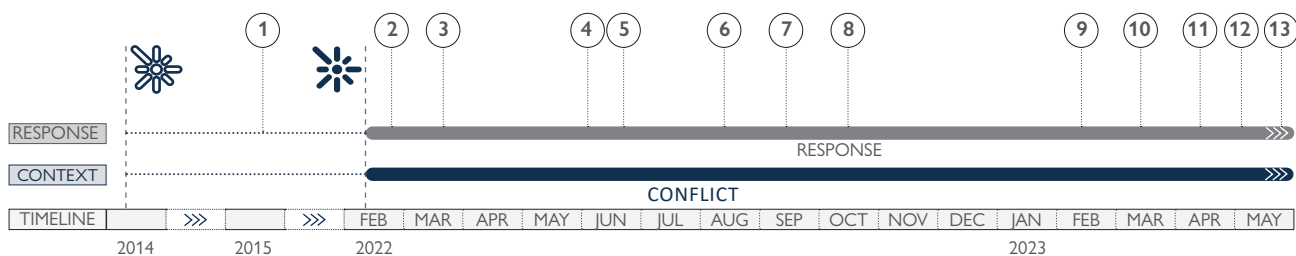 1 2 3 4 5 6 7 8 9 10 11 12 13
RESPONSE
RESPONSE
CONTEXT
CONFLICT
TIMELINE FEB MAR APR MAY JUN JUL AUG SEP OCT NOV DEC JAN FEB MAR APR MAY
2014 2015 2022 2023